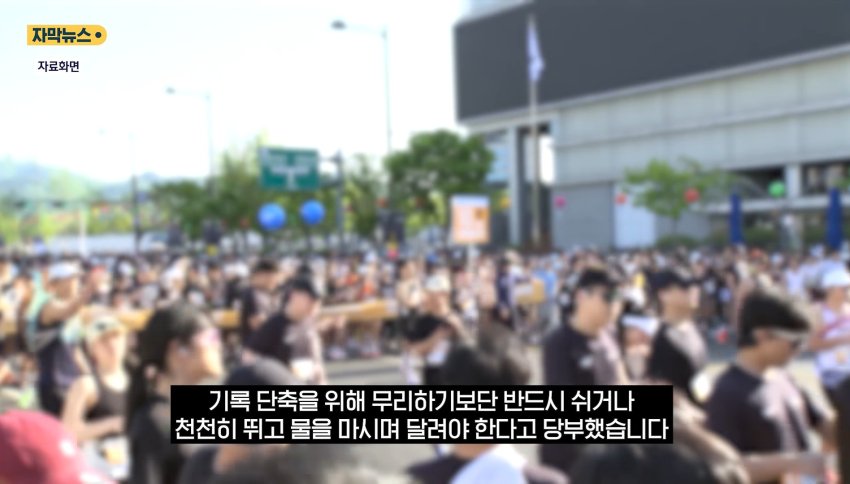 자막뉴스
자료화면
기록 단축을 위해 무리하기보단 반드시 쉬거나
천천히 뛰고 물을 마시며 달려야 한다고 당부했습니다